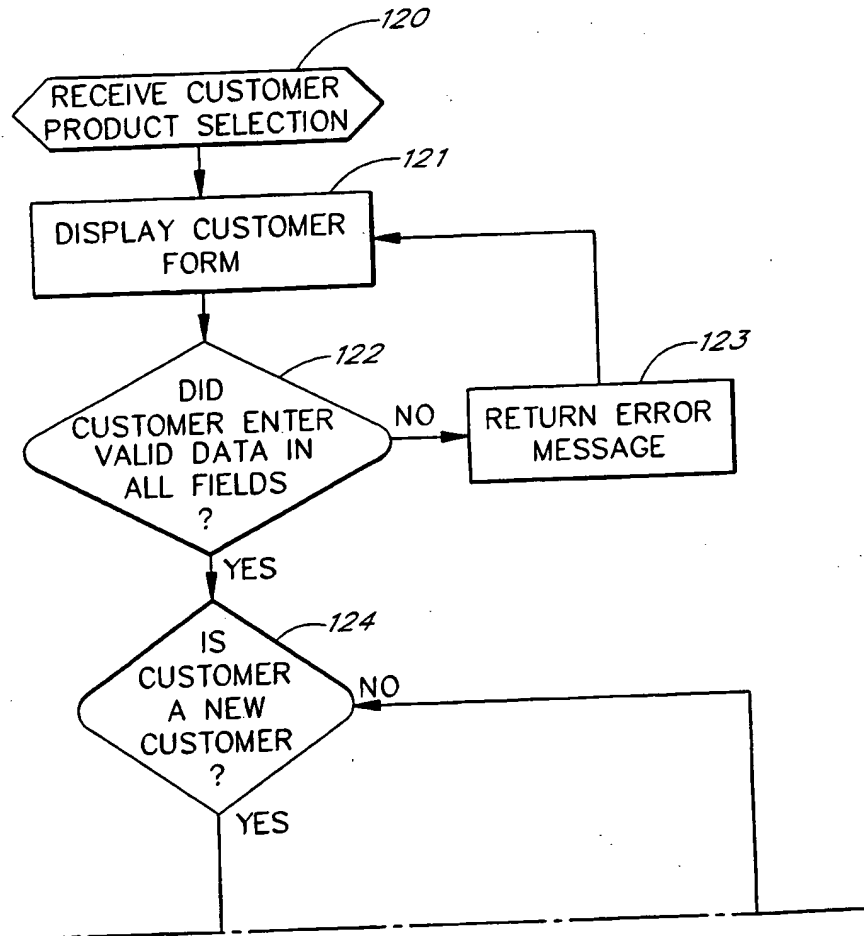 120
RECEIVE CUSTOMER
PRODUCT SELECTION
121
DISPLAY CUSTOMER
FORM
122
DID
CUSTOMER ENTER
VALID DATA IN
ALL FIELDS
?
NO
123
RETURN ERROR
MESSAGE
YES
124
IS
CUSTOMER
A NEW
CUSTOMER
?
NO
YES